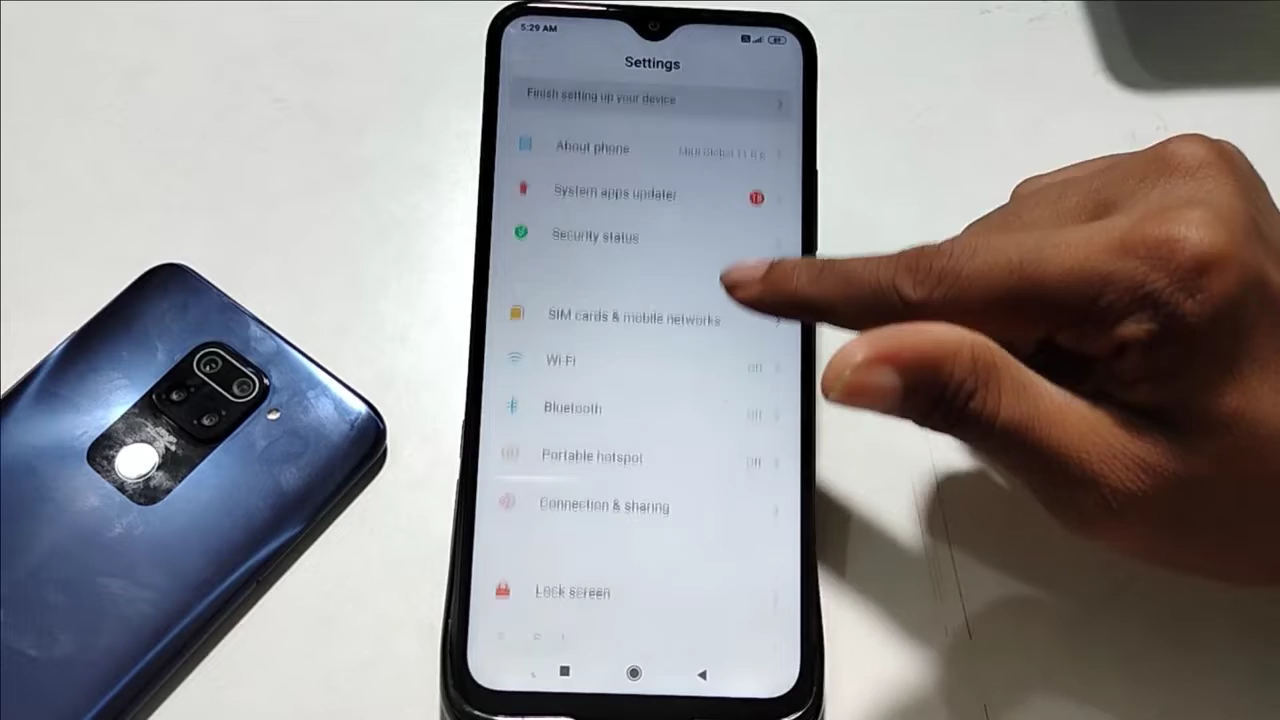 5:29 AM
Settings
Finish setting up your device
About phone
System apps updater
Security status
SIM cards & mobile networks
Wi-Fi
Off
Bluetooth
Off
Portable hotspot
Off
Connection & sharing
Lock screen